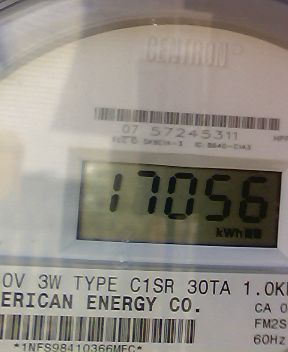 CENTRON®
07 57245311
17056
kWh
0V 3W TYPE C1SR 30TA 1.0K
ERICAN ENERGY CO.
CA 0
FM2S
60Hz
*1NFS98410366MFC*